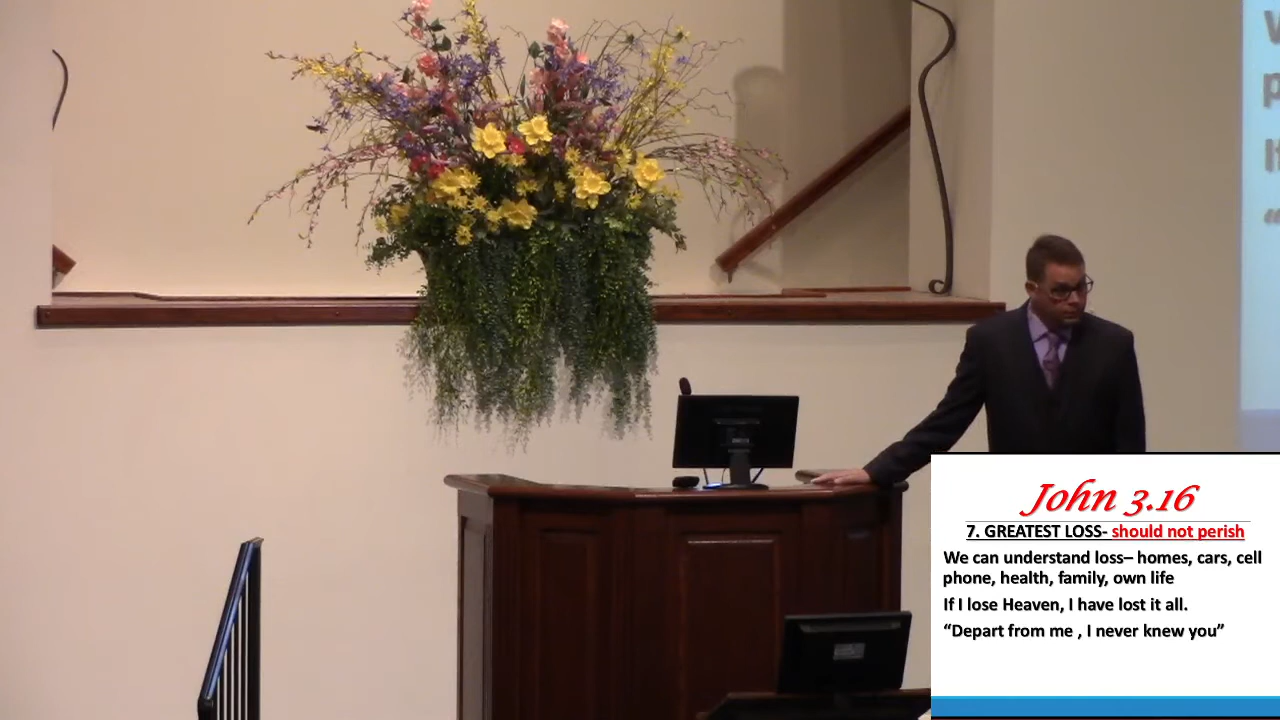 John 3.16
7. GREATEST LOSS- should not perish
We can understand loss– homes, cars, cell
phone, health, family, own life
If I lose Heaven, I have lost it all.
“Depart from me , I never knew you”